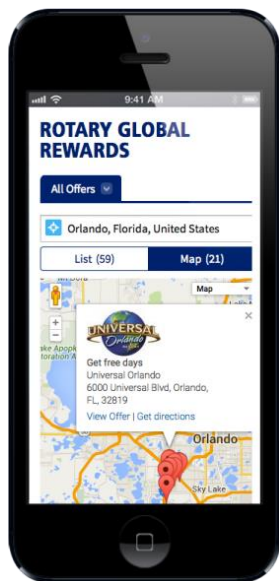 9:41 AM
ROTARY GLOBAL
REWARDS
All Offers
Orlando, Florida, United States
List (59)
Map (21)
Map
UNIVERSAL
Orlando
Get free days
Universal Orlando
6000 Universal Blvd, Orlando,
FL, 32819
View Offer | Get directions
Orlando
Sky Lake